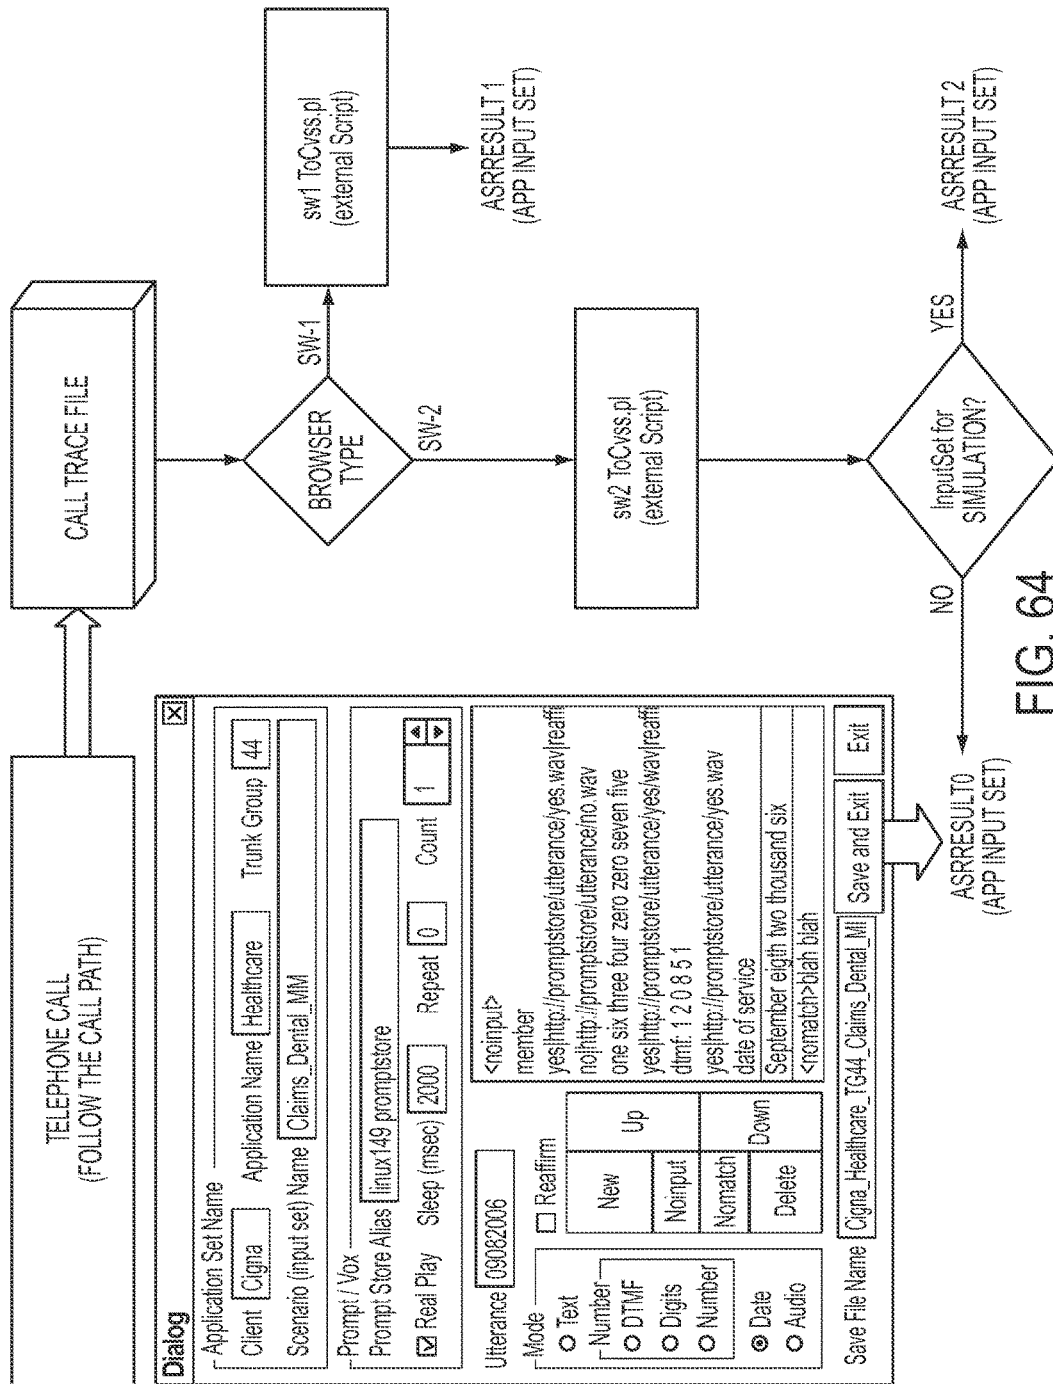 TELEPHONE CALL
(FOLLOW THE CALL PATH)
CALL TRACE FILE
Dialog
Application Set Name
Client Cigna Application Name Healthcare Trunk Group 44
Scenario (input set) Name Claims_Dental_MM
Prompt / Vox
Prompt Store Alias linux149 promptstore
Real Play Sleep (msec) 2000 Repeat 0 Count 1
Utterance 09082006
Reaffirm
Mode
Text
Number
DTMF
Digits
Number
Date
Audio
New
Noinput
Nomatch
Delete
Up
Down
<noinput>
member
yes|http://promptstore/utterance/yes.wav|reaffi
no|http://promptstore/utterance/no.wav
one six three four zero zero seven five
yes|http://promptstore/utterance/yes/wav|reaffi
dtmf. 1 2 0 8 5 1
yes|http://promptstore/utterance/yes.wav
date of service
September eigth two thousand six
<nomatch>blah blah
Save File Name Cigna_Healthcare_TG44_Claims_Dental_MI Save and Exit Exit
BROWSER
TYPE
SW-1
SW-2
sw1 ToCvss.pl
(external Script)
ASRRESULT 1
(APP INPUT SET)
sw2 ToCvss.pl
(external Script)
InputSet for
SIMULATION?
NO
YES
ASRRESULT0
(APP INPUT SET)
ASRRESULT 2
(APP INPUT SET)
FIG. 64